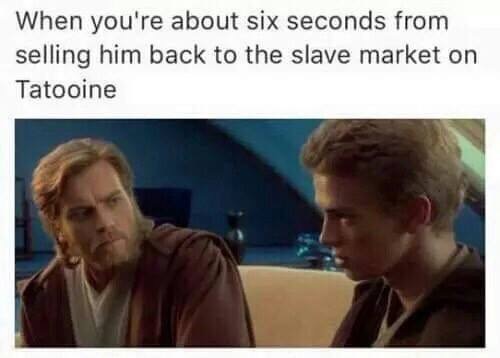 When you're about six seconds from
selling him back to the slave market on
Tatooine